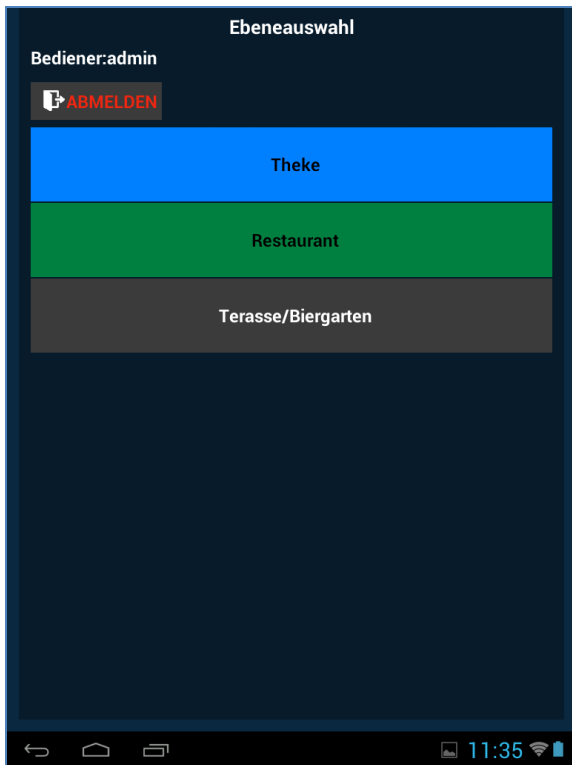 Ebeneauswahl
Bediener:admin
ABMELDEN
Theke
Restaurant
Terasse/Biergarten
11:35